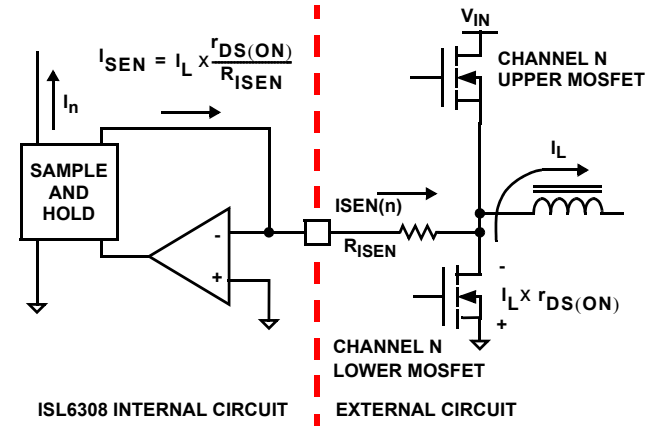 I_SEN = I_L x r_DS(ON) / R_ISEN
I_n
SAMPLE
AND
HOLD
-
+
ISEN(n)
R_ISEN
V_IN
CHANNEL N
UPPER MOSFET
I_L
-
I_L x r_DS(ON)
+
CHANNEL N
LOWER MOSFET
ISL6308 INTERNAL CIRCUIT
EXTERNAL CIRCUIT